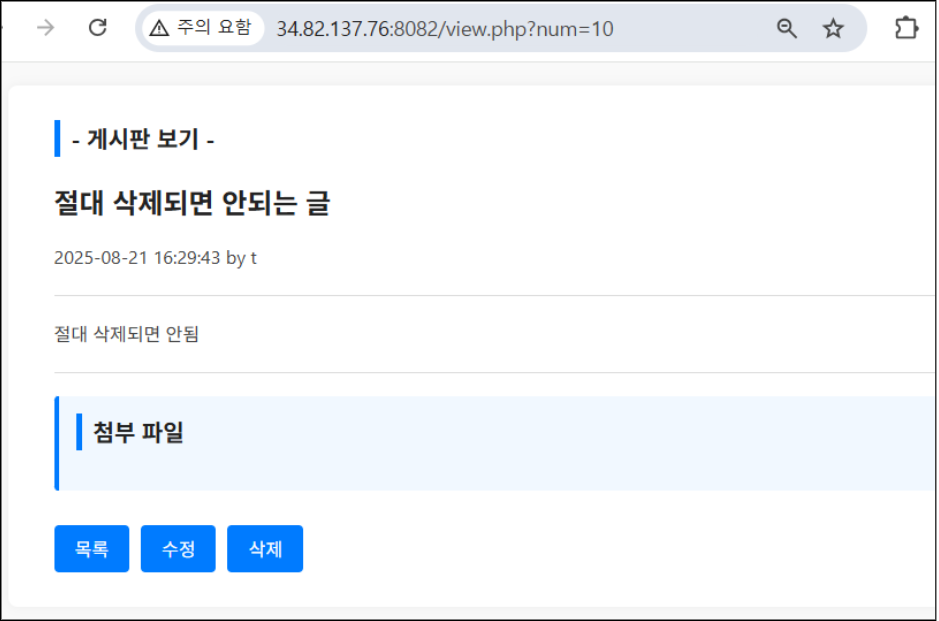 주의 요함 34.82.137.76:8082/view.php?num=10
- 게시판 보기 -
절대 삭제되면 안되는 글
2025-08-21 16:29:43 by t
절대 삭제되면 안됨
첨부 파일
목록 수정 삭제